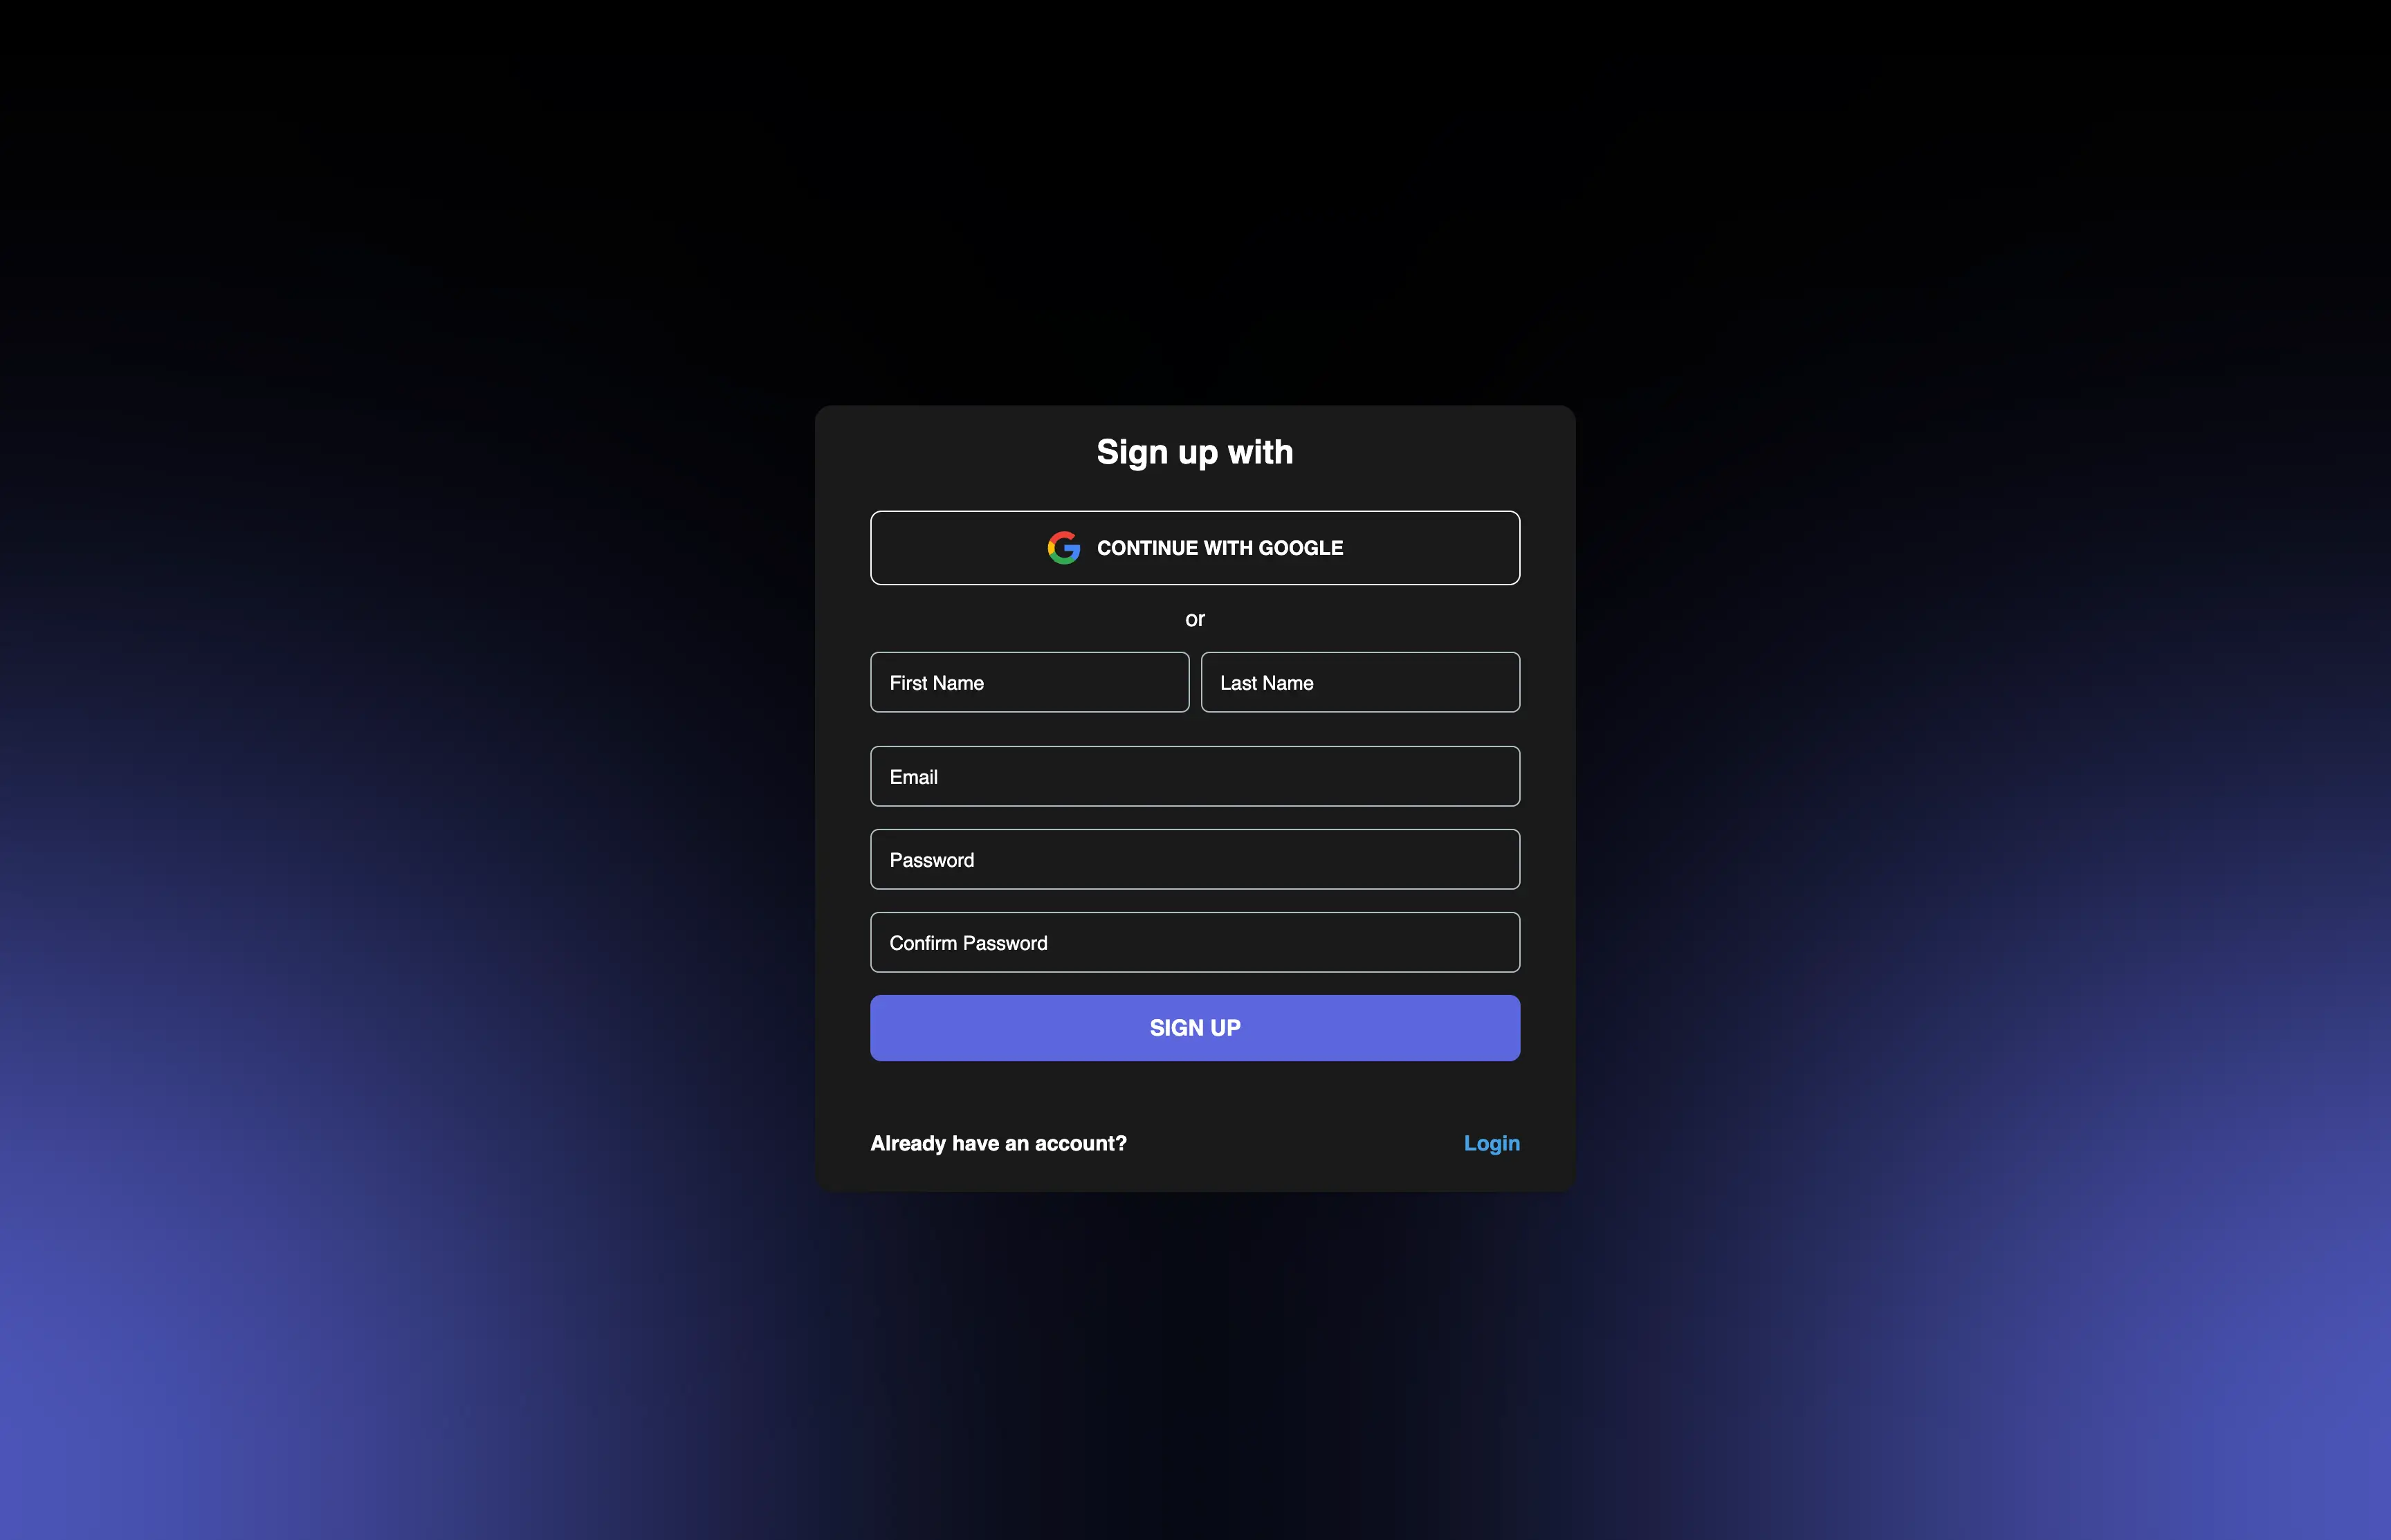 Sign up with
CONTINUE WITH GOOGLE
or
First Name
Last Name
Email
Password
Confirm Password
SIGN UP
Already have an account?
Login